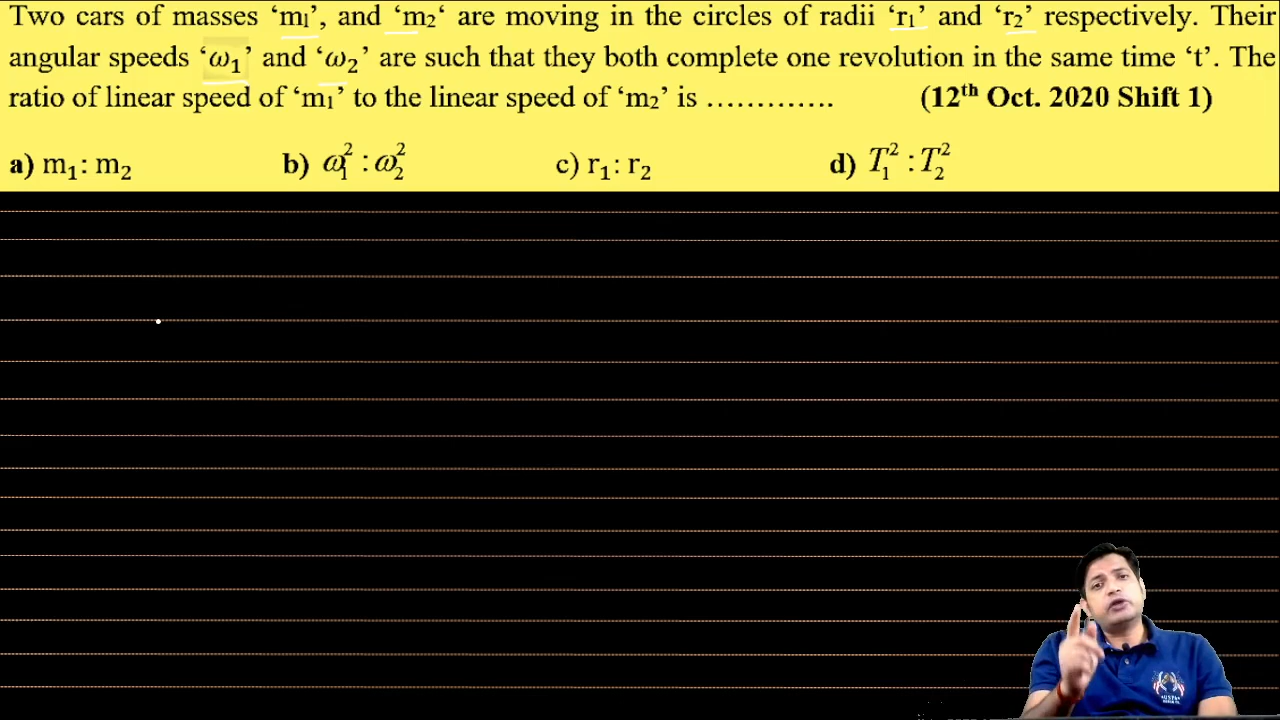 Two cars of masses ‘m₁’, and ‘m₂‘ are moving in the circles of radii ‘r₁’ and ‘r₂’ respectively. Their
angular speeds ‘ω₁’ and ‘ω₂’ are such that they both complete one revolution in the same time ‘t’. The
ratio of linear speed of ‘m₁’ to the linear speed of ‘m₂’ is …………. (12ᵗʰ Oct. 2020 Shift 1)
a) m₁: m₂ b) ω₁² : ω₂² c) r₁: r₂ d) T₁² : T₂²